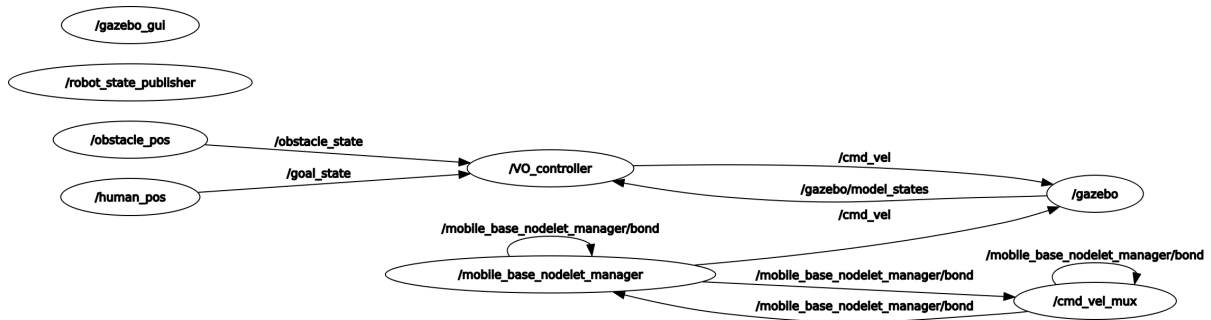 /gazebo_gui
/robot_state_publisher
/obstacle_pos
/obstacle_state
/human_pos
/goal_state
/VO_controller
/cmd_vel
/gazebo/model_states
/gazebo
/cmd_vel
/mobile_base_nodelet_manager/bond
/mobile_base_nodelet_manager
/mobile_base_nodelet_manager/bond
/mobile_base_nodelet_manager/bond
/mobile_base_nodelet_manager/bond
/cmd_vel_mux